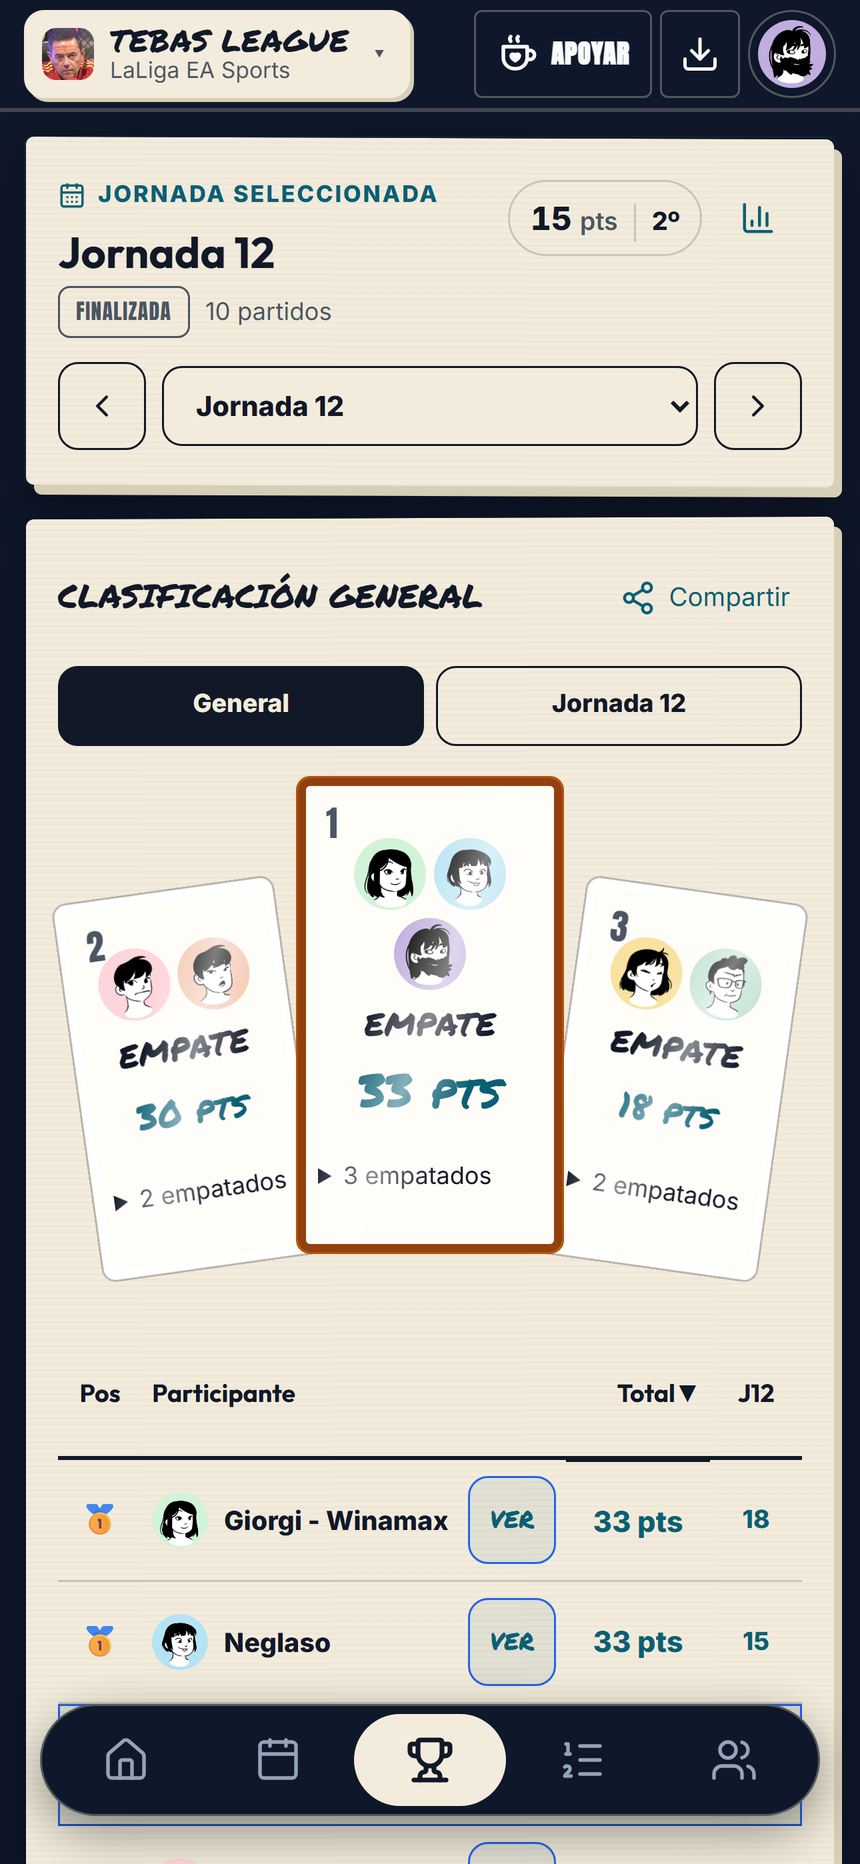 TEBAS LEAGUE
LaLiga EA Sports
APOYAR
JORNADA SELECCIONADA
15 pts
2º
Jornada 12
FINALIZADA
10 partidos
Jornada 12
CLASIFICACIÓN GENERAL
Compartir
General
Jornada 12
2
EMPATE
30 PTS
2 empatados
1
EMPATE
33 PTS
3 empatados
3
EMPATE
18 PTS
2 empatados
Pos Participante Total▼ J12
1 Giorgi - Winamax VER 33 pts 18
1 Neglaso VER 33 pts 15